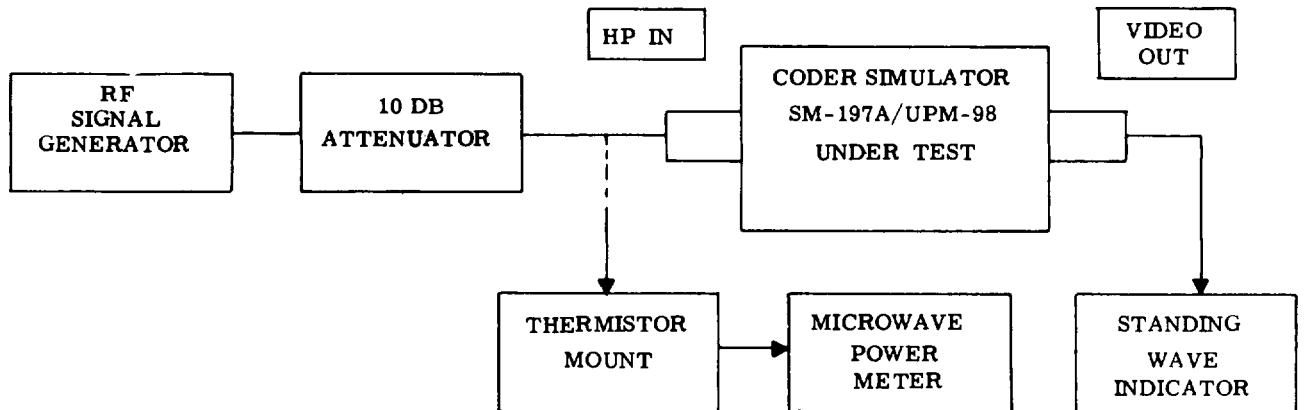 HP IN
VIDEO
OUT
RF
SIGNAL
GENERATOR
10 DB
ATTENUATOR
CODER SIMULATOR
SM-197A/UPM-98
UNDER TEST
THERMISTOR
MOUNT
MICROWAVE
POWER
METER
STANDING
WAVE
INDICATOR